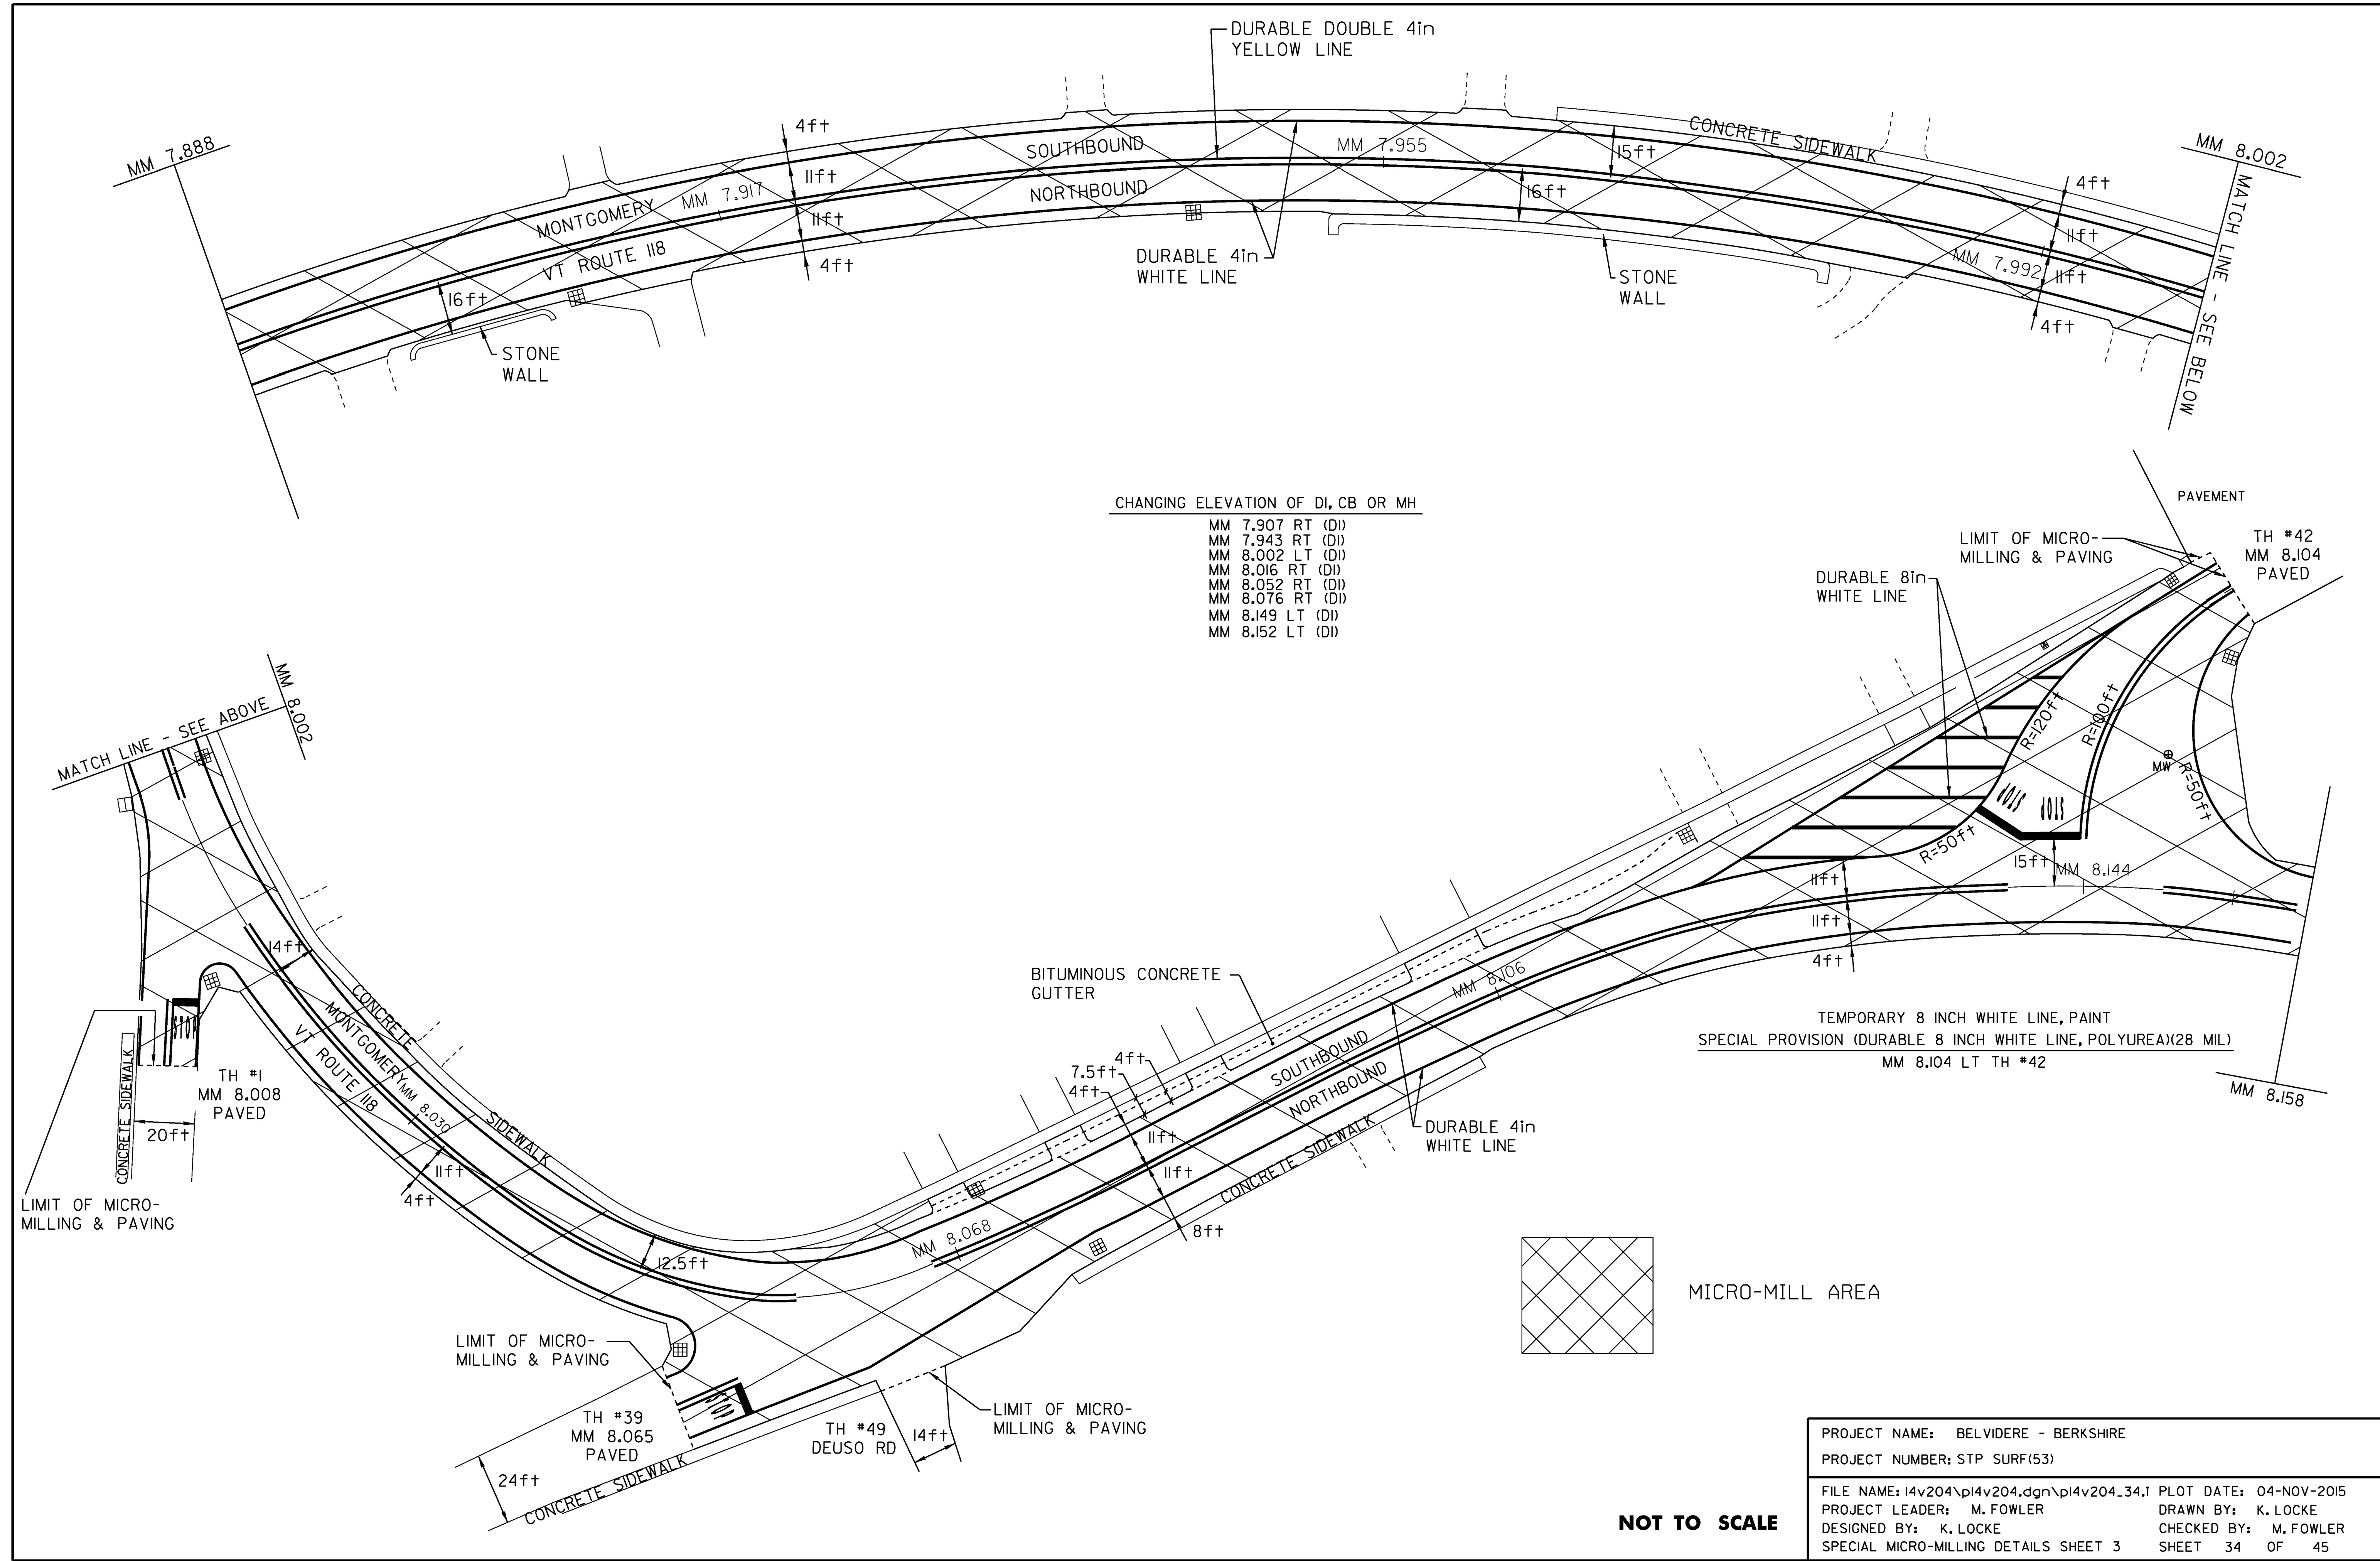 DURABLE DOUBLE 4in
YELLOW LINE
MM 7.888
4ft
11ft
11ft
4ft
MONTGOMERY
MM 7.917
VT ROUTE 118
SOUTHBOUND
NORTHBOUND
MM 7.955
15ft
16ft
CONCRETE SIDEWALK
MM 8.002
MATCH LINE - SEE BELOW
4ft
11ft
MM 7.992
11ft
4ft
16ft
STONE
WALL
DURABLE 4in
WHITE LINE
STONE
WALL
CHANGING ELEVATION OF DI, CB OR MH
MM 7.907 RT (DI)
MM 7.943 RT (DI)
MM 8.002 LT (DI)
MM 8.016 RT (DI)
MM 8.052 RT (DI)
MM 8.076 RT (DI)
MM 8.149 LT (DI)
MM 8.152 LT (DI)
PAVEMENT
LIMIT OF MICRO-
MILLING & PAVING
TH #42
MM 8.104
PAVED
DURABLE 8in
WHITE LINE
R=120ft
R=100ft
MW
R=50ft
STOP
STOP
R=50ft
15ft
MM 8.144
11ft
11ft
4ft
MM 8.002
MATCH LINE - SEE ABOVE
14ft
CONCRETE
SIDEWALK
MONTGOMERY
VT ROUTE 118
MM 8.030
11ft
4ft
STOP
CONCRETE SIDEWALK
TH #1
MM 8.008
PAVED
20ft
LIMIT OF MICRO-
MILLING & PAVING
BITUMINOUS CONCRETE
GUTTER
MM 8.106
4ft
7.5ft
4ft
11ft
11ft
8ft
SOUTHBOUND
NORTHBOUND
CONCRETE SIDEWALK
DURABLE 4in
WHITE LINE
TEMPORARY 8 INCH WHITE LINE, PAINT
SPECIAL PROVISION (DURABLE 8 INCH WHITE LINE, POLYUREA)(28 MIL)
MM 8.104 LT TH #42
MM 8.158
MM 8.068
12.5ft
MICRO-MILL AREA
LIMIT OF MICRO-
MILLING & PAVING
STOP
TH #39
MM 8.065
PAVED
24ft
CONCRETE SIDEWALK
TH #49
DEUSO RD
14ft
LIMIT OF MICRO-
MILLING & PAVING
NOT TO SCALE
PROJECT NAME: BELVIDERE - BERKSHIRE
PROJECT NUMBER: STP SURF(53)
FILE NAME: 14v204\p14v204.dgn\p14v204_34.i PLOT DATE: 04-NOV-2015
PROJECT LEADER: M. FOWLER DRAWN BY: K. LOCKE
DESIGNED BY: K. LOCKE CHECKED BY: M. FOWLER
SPECIAL MICRO-MILLING DETAILS SHEET 3 SHEET 34 OF 45